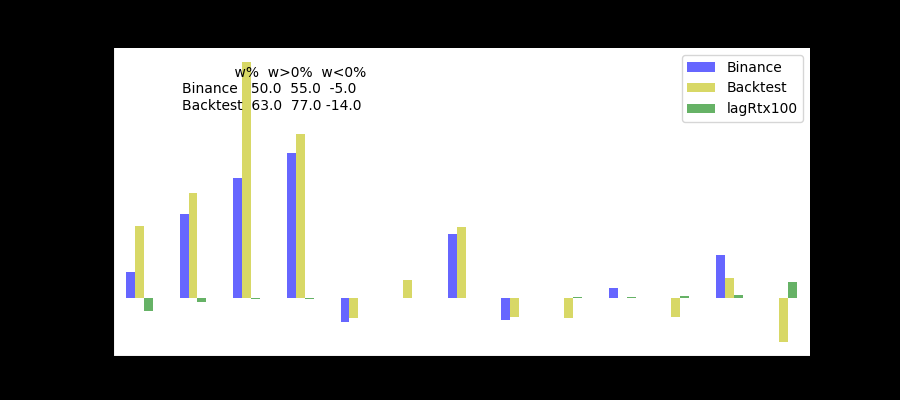 w% w>0% w<0%
Binance 50.0 55.0 -5.0
Backtest 63.0 77.0 -14.0
Binance
Backtest
lagRtx100